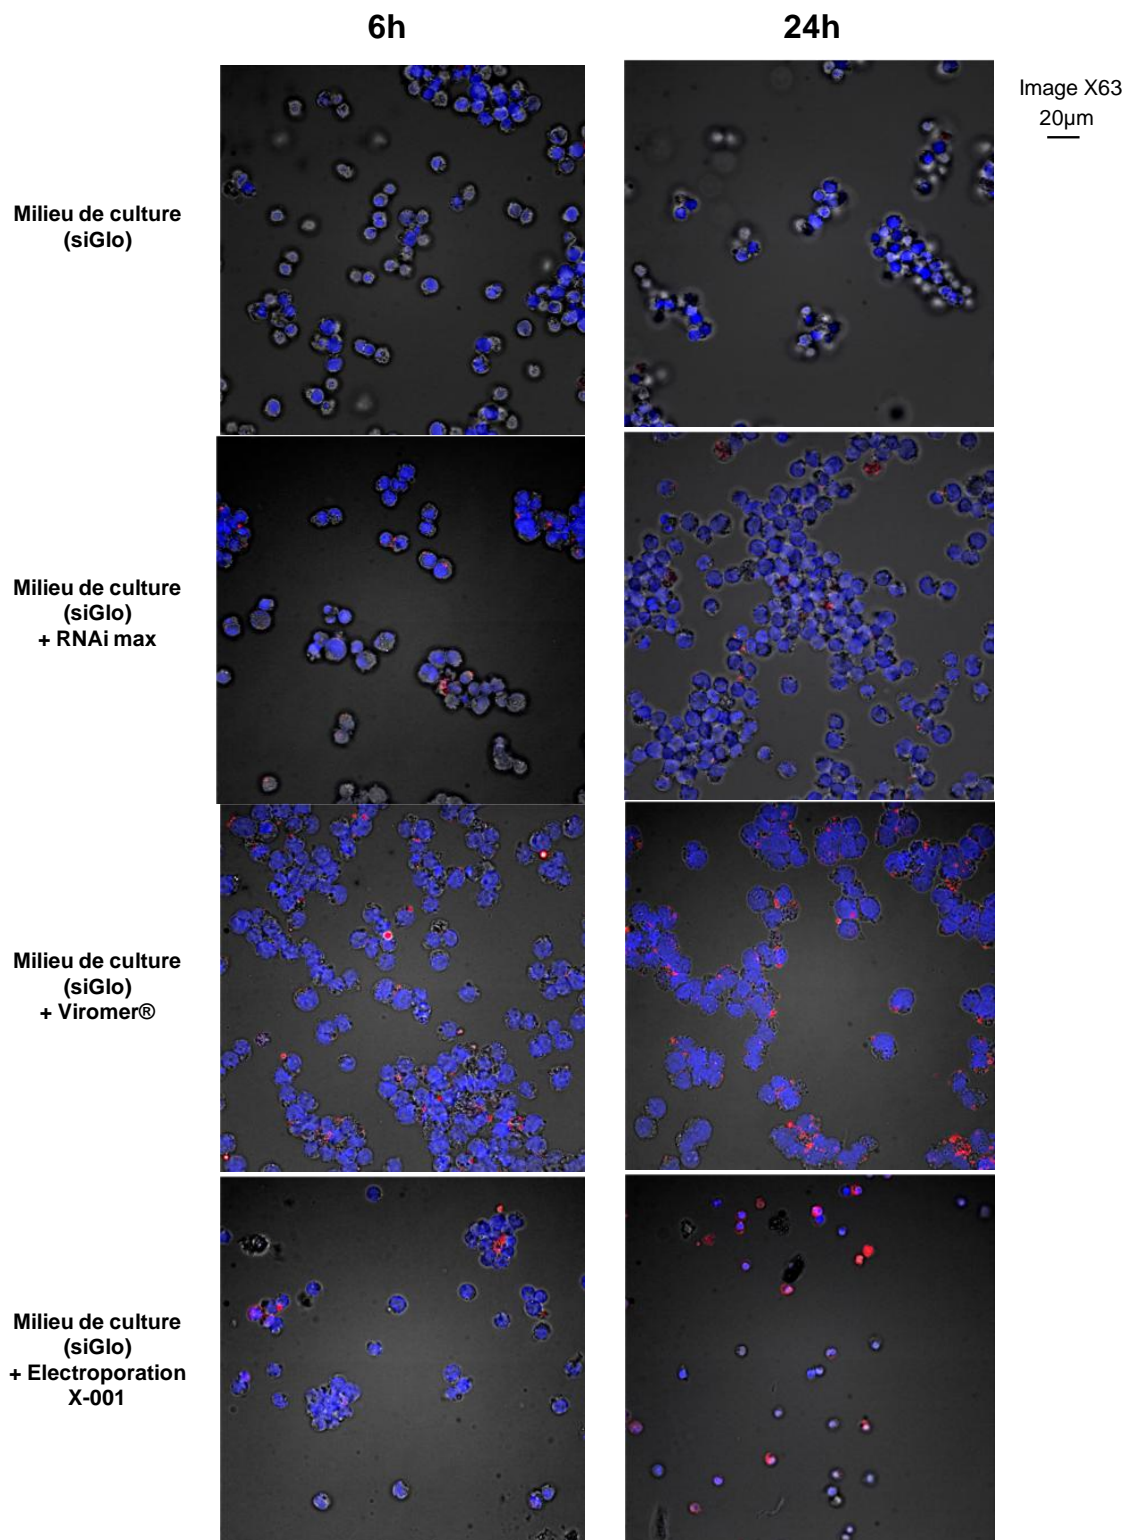 6h
24h
Image X63
20µm
Milieu de culture
(siGlo)
Milieu de culture
(siGlo)
+ RNAi max
Milieu de culture
(siGlo)
+ Viromer®
Milieu de culture
(siGlo)
+ Electroporation
X-001